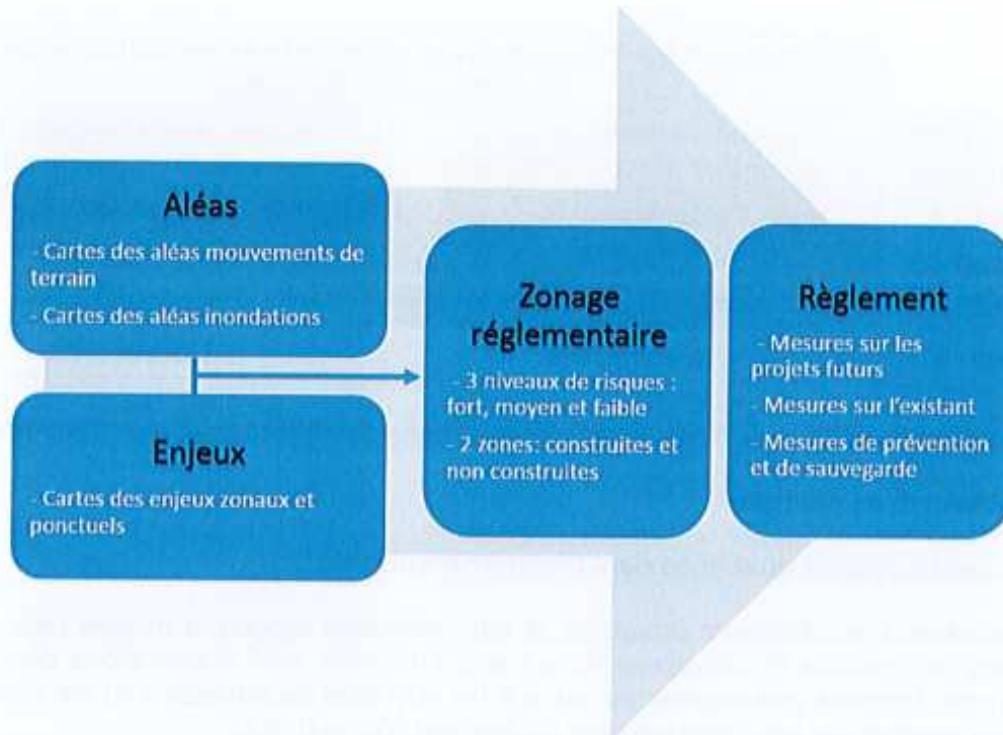 Aléas
- Cartes des aléas mouvements de
terrain
- Cartes des aléas inondations
Enjeux
- Cartes des enjeux zonaux et
ponctuels
Zonage
réglementaire
- 3 niveaux de risques :
fort, moyen et faible
- 2 zones: construites et
non construites
Règlement
- Mesures sur les
projets futurs
- Mesures sur l'existant
- Mesures de prévention
et de sauvegarde